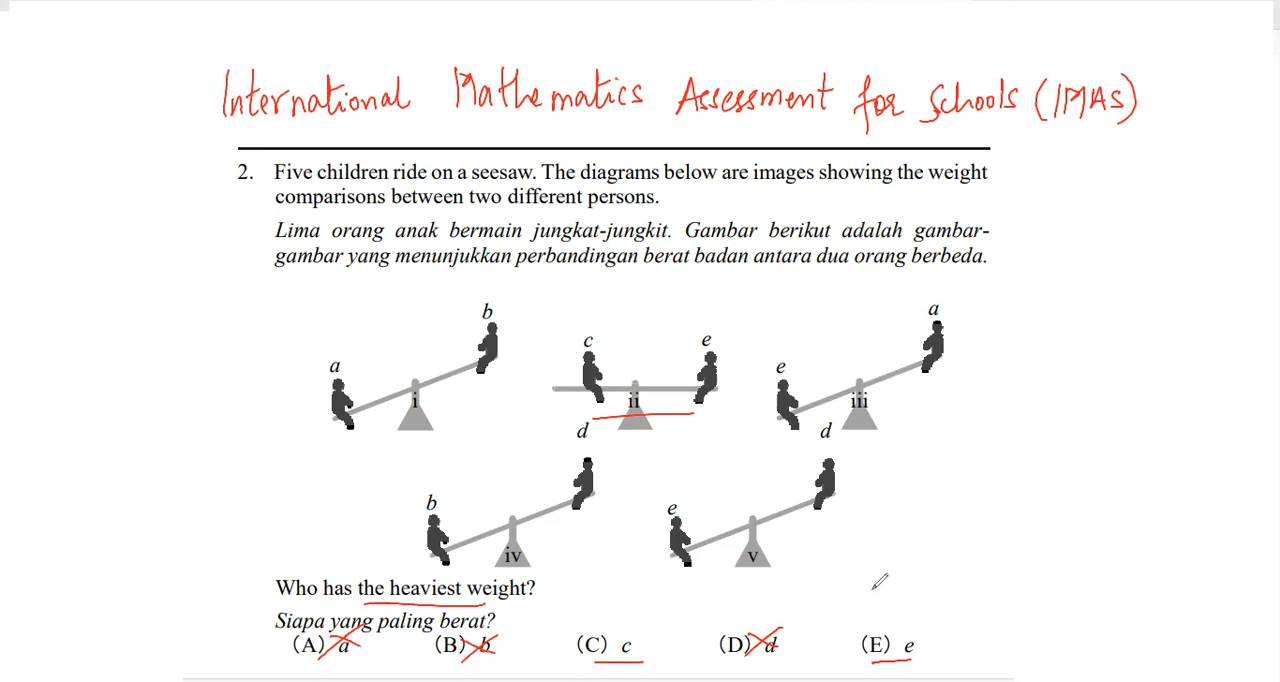 International Mathematics Assessment for Schools (IMAS)
2. Five children ride on a seesaw. The diagrams below are images showing the weight
comparisons between two different persons.
Lima orang anak bermain jungkat-jungkit. Gambar berikut adalah gambar-
gambar yang menunjukkan perbandingan berat badan antara dua orang berbeda.
a b i
c e ii
e a iii
b d iv
e d v
Who has the heaviest weight?
Siapa yang paling berat?
(A) a (B) b (C) c (D) d (E) e